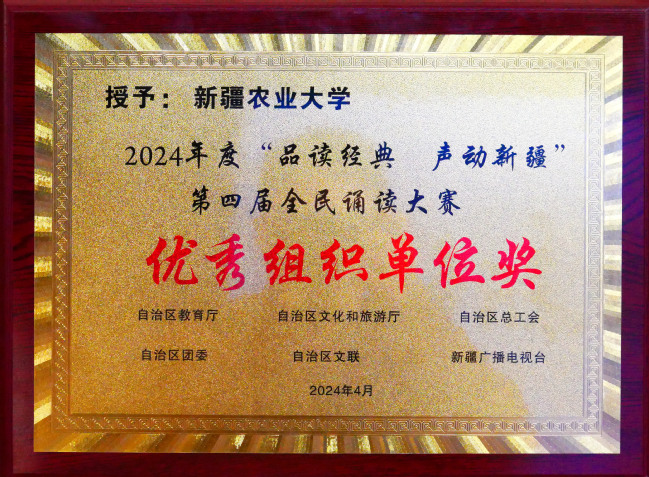 授予：新疆农业大学
2024年度“品读经典 声动新疆”
第四届全民诵读大赛
优秀组织单位奖
自治区教育厅 自治区文化和旅游厅 自治区总工会
自治区团委 自治区文联 新疆广播电视台
2024年4月